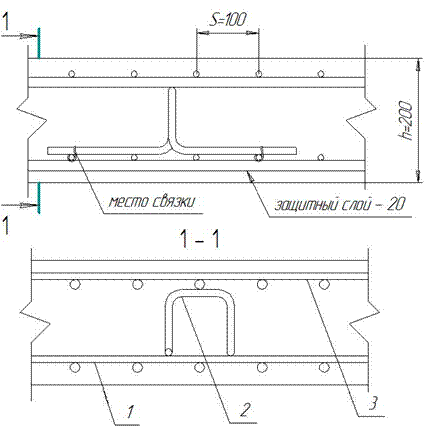 1
S=100
h=200
1
место связки
защитный слой - 20
1 - 1
1
2
3